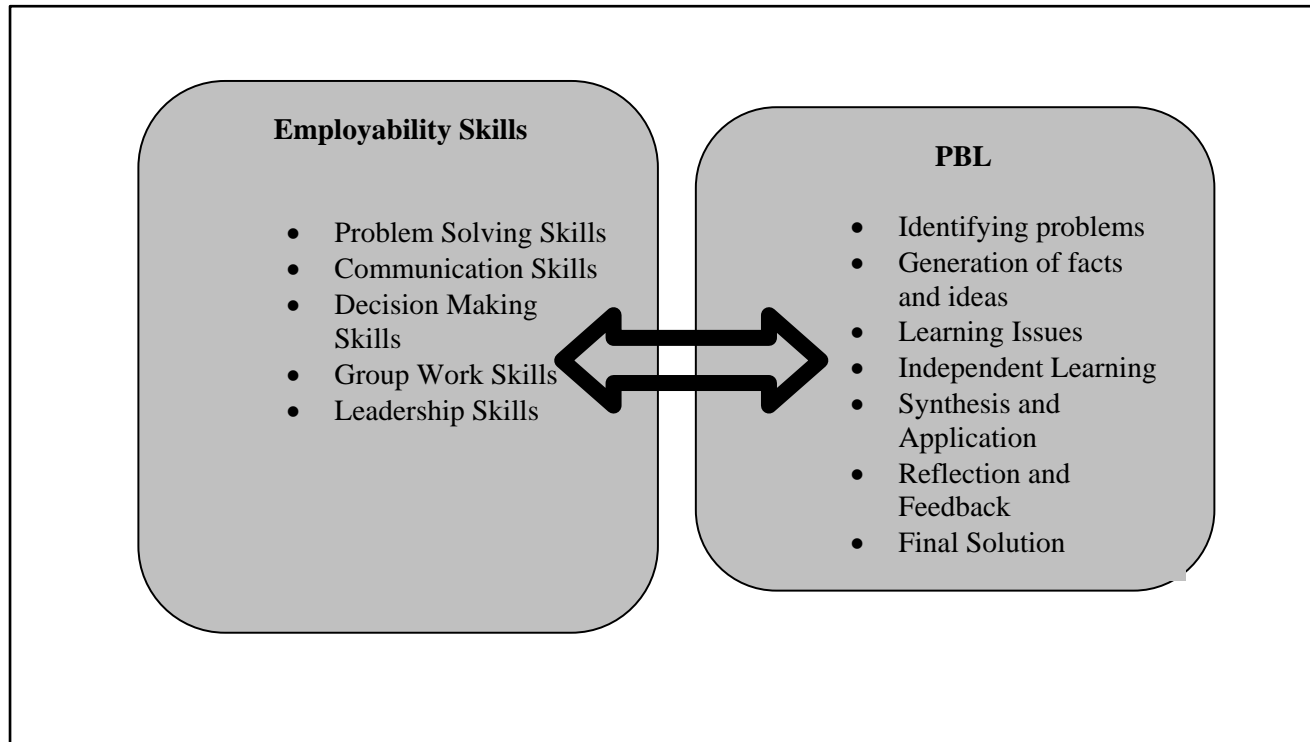 Employability Skills
• Problem Solving Skills
• Communication Skills
• Decision Making
Skills
• Group Work Skills
• Leadership Skills
PBL
• Identifying problems
• Generation of facts
and ideas
• Learning Issues
• Independent Learning
• Synthesis and
Application
• Reflection and
Feedback
• Final Solution